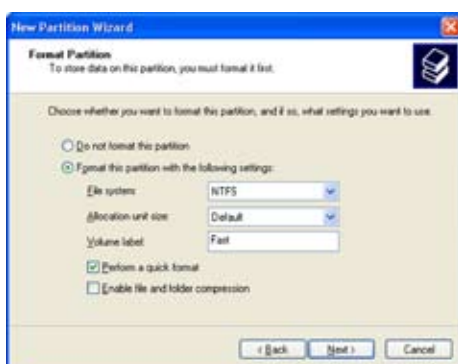 New Partition Wizard
Format Partition
To store data on this partition, you must format it first.
Choose whether you want to format this partition, and if so, what settings you want to use.
Do not format this partition
Format this partition with the following settings:
File system: NTFS
Allocation unit size: Default
Volume label: Fast
Perform a quick format
Enable file and folder compression
< Back Next > Cancel